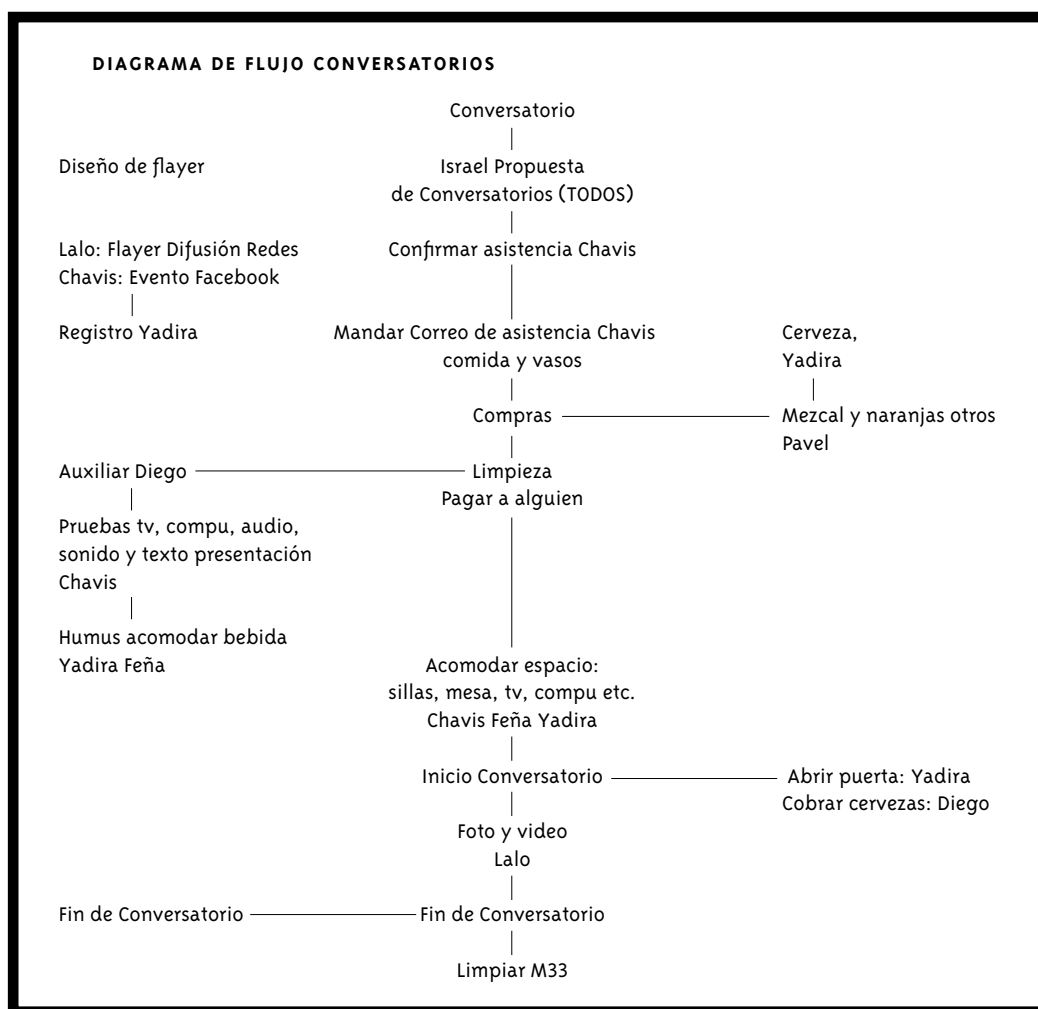 DIAGRAMA DE FLUJO CONVERSATORIOS
Conversatorio
Diseño de flayer
Israel Propuesta
de Conversatorios (TODOS)
Lalo: Flayer Difusión Redes
Chavis: Evento Facebook
Confirmar asistencia Chavis
Registro Yadira
Mandar Correo de asistencia Chavis
comida y vasos
Cerveza,
Yadira
Compras
Mezcal y naranjas otros
Pavel
Auxiliar Diego
Limpieza
Pagar a alguien
Pruebas tv, compu, audio,
sonido y texto presentación
Chavis
Humus acomodar bebida
Yadira Feña
Acomodar espacio:
sillas, mesa, tv, compu etc.
Chavis Feña Yadira
Inicio Conversatorio
Abrir puerta: Yadira
Cobrar cervezas: Diego
Foto y video
Lalo
Fin de Conversatorio
Fin de Conversatorio
Limpiar M33